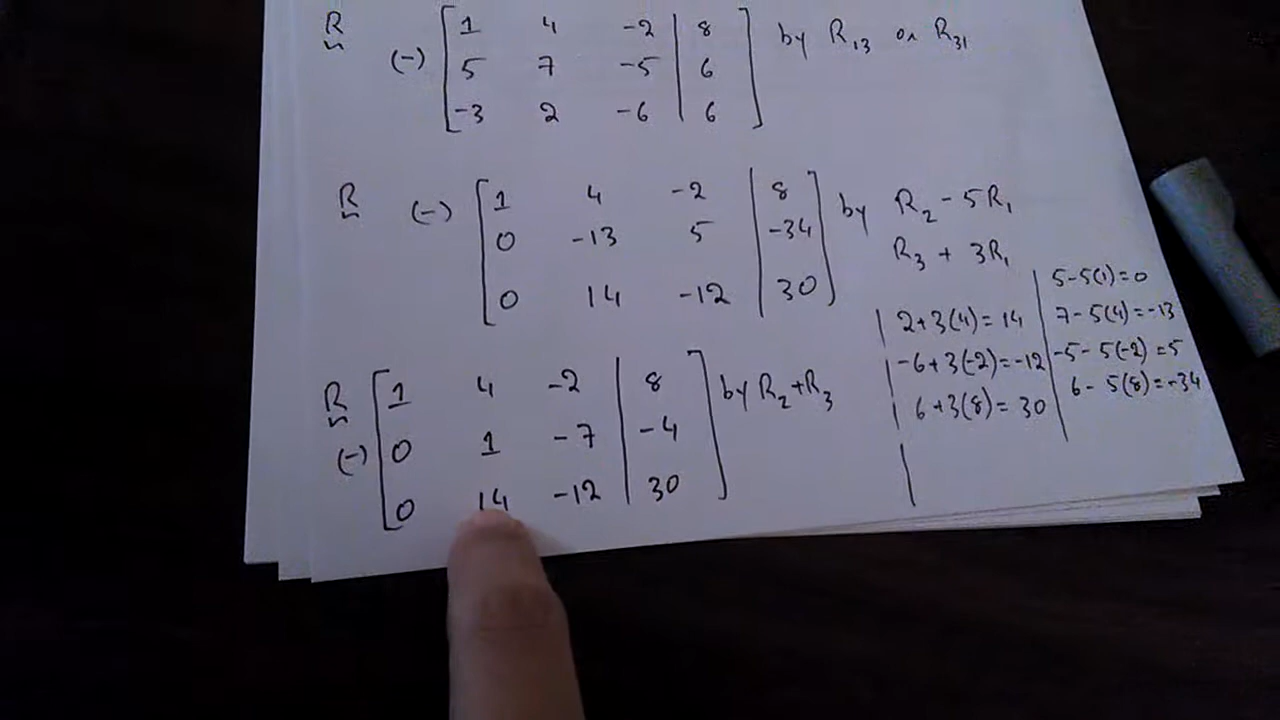 R (-) [ 1 4 -2 | 8 ] by R₁₃ or R₃₁
5 7 -5 | 6
-3 2 -6 | 6
R (-) [ 1 4 -2 | 8 ] by R₂ - 5R₁
0 -13 5 | -34
R₃ + 3R₁
0 14 -12 | 30
5-5(1)=0
2+3(4)=14
7-5(4)=-13
-6+3(-2)=-12
-5-5(-2)=5
6+3(8)=30
6-5(8)=-34
R (-) [ 1 4 -2 | 8 ] by R₂+R₃
0 1 -7 | -4
0 14 -12 | 30